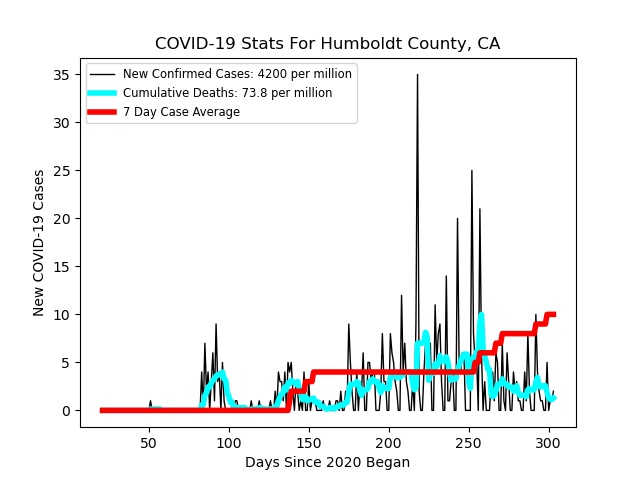 COVID-19 Stats For Humboldt County, CA
New Confirmed Cases: 4200 per million
Cumulative Deaths: 73.8 per million
7 Day Case Average
New COVID-19 Cases
35
30
25
20
15
10
5
0
50
100
150
200
250
300
Days Since 2020 Began